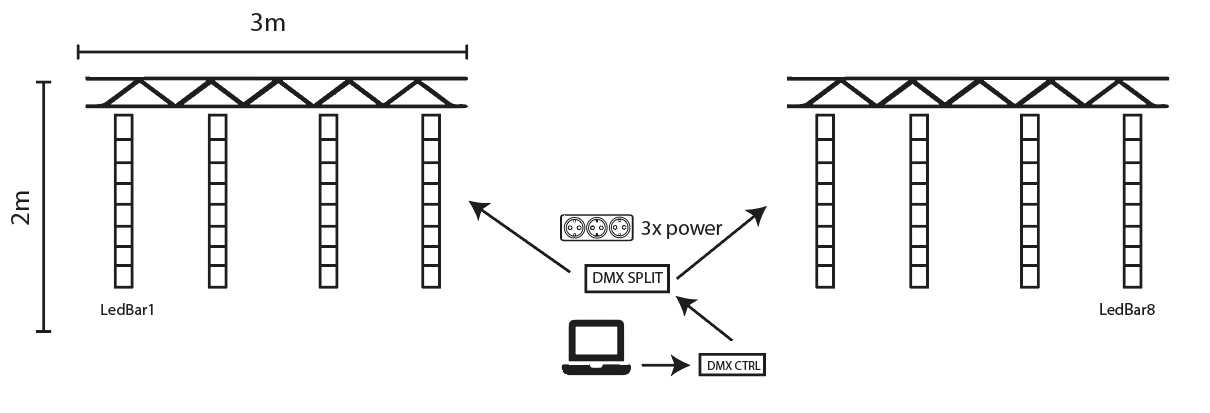 3m
2m
3x power
DMX SPLIT
LedBar1
LedBar8
DMX CTRL